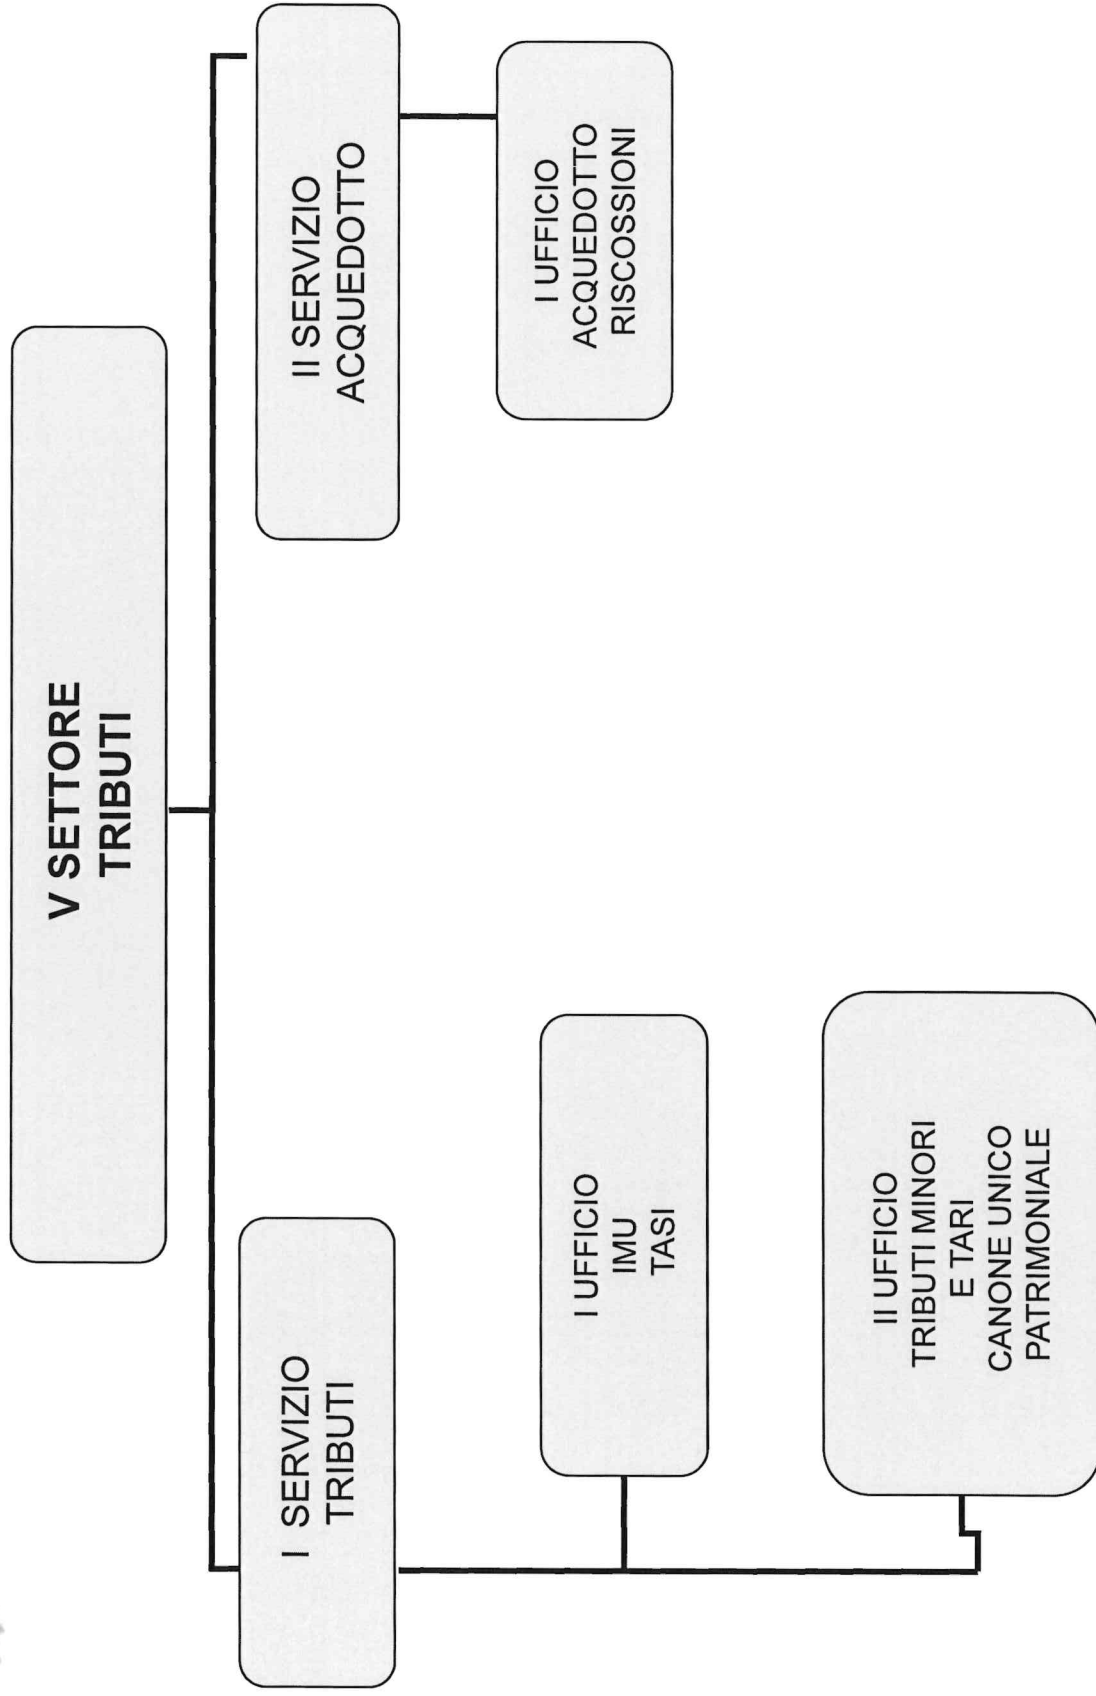 V SETTORE
TRIBUTI
I SERVIZIO
TRIBUTI
II SERVIZIO
ACQUEDOTTO
I UFFICIO
IMU
TASI
I UFFICIO
ACQUEDOTTO
RISCOSSIONI
II UFFICIO
TRIBUTI MINORI
E TARI
CANONE UNICO
PATRIMONIALE